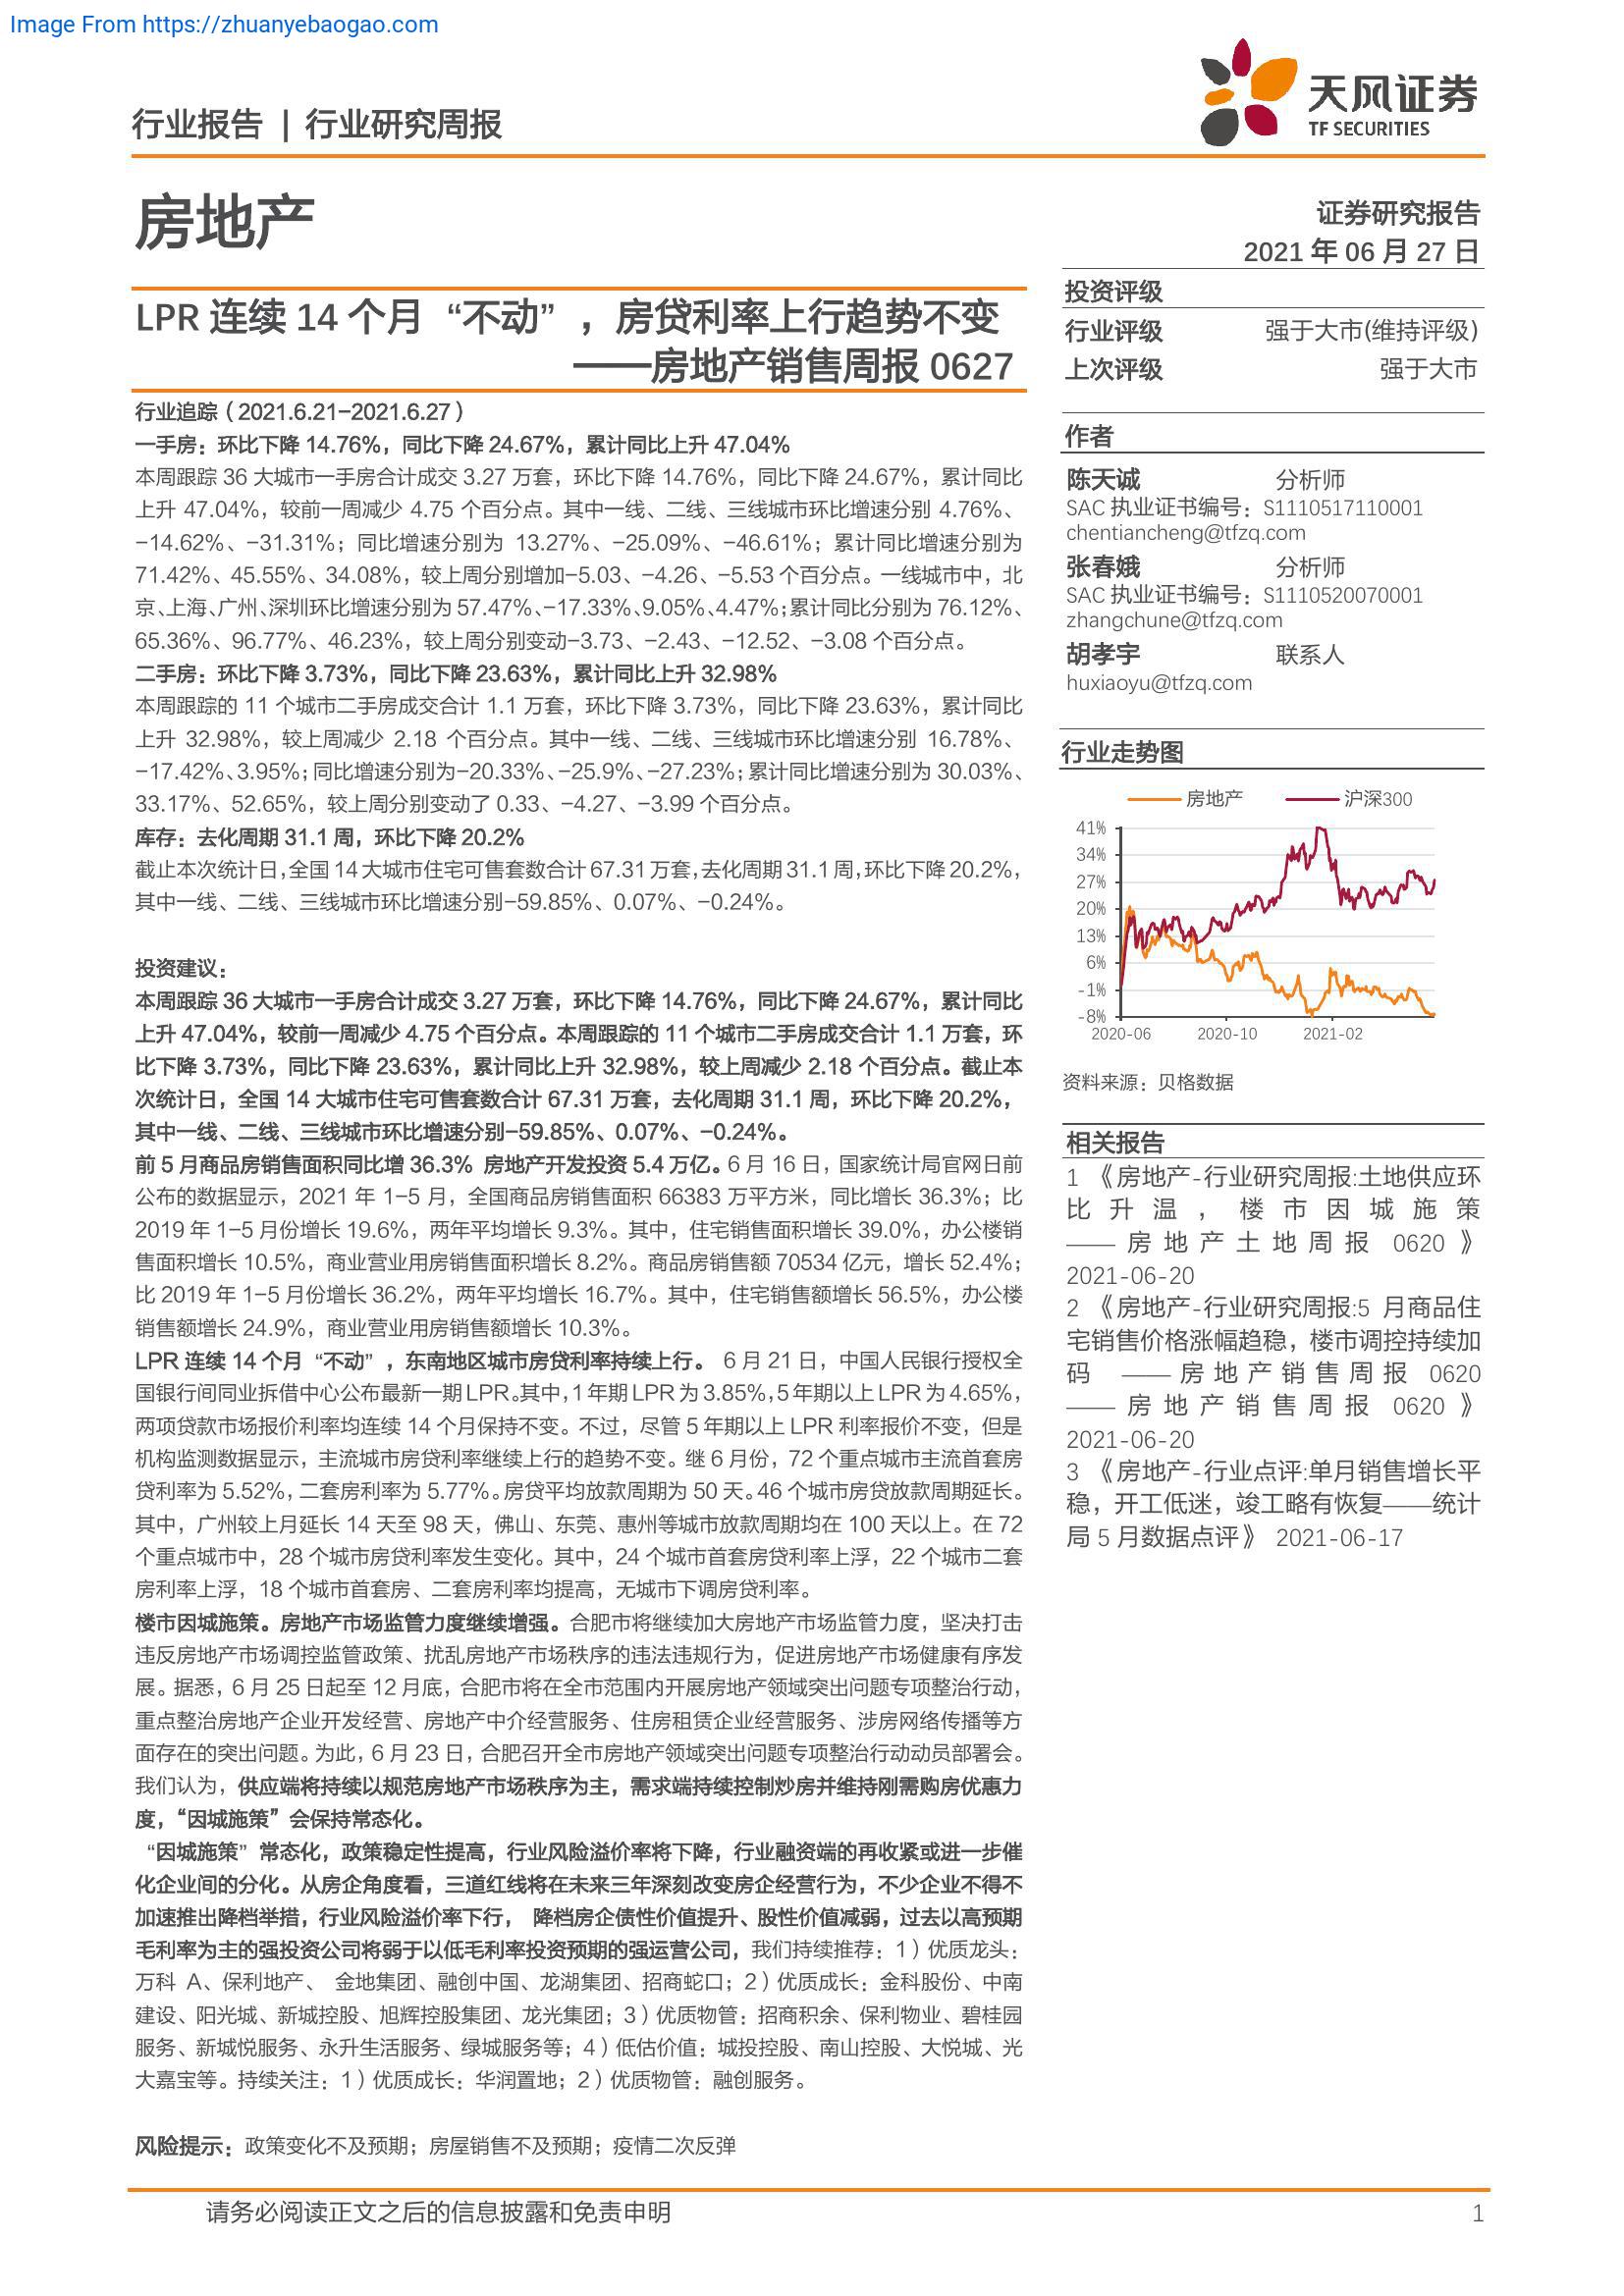 Image From https://zhuanyebaogao.com
天风证券
TF SECURITIES
行业报告 | 行业研究周报
房地产
证券研究报告
2021 年 06 月 27 日
LPR 连续 14 个月“不动”，房贷利率上行趋势不变
——房地产销售周报 0627
行业追踪（2021.6.21-2021.6.27）
一手房：环比下降 14.76%，同比下降 24.67%，累计同比上升 47.04%
本周跟踪 36 大城市一手房合计成交 3.27 万套，环比下降 14.76%，同比下降 24.67%，累计同比
上升 47.04%，较前一周减少 4.75 个百分点。其中一线、二线、三线城市环比增速分别 4.76%、
-14.62%、-31.31%；同比增速分别为 13.27%、-25.09%、-46.61%；累计同比增速分别为
71.42%、45.55%、34.08%，较上周分别增加-5.03、-4.26、-5.53 个百分点。一线城市中，北
京、上海、广州、深圳环比增速分别为 57.47%、-17.33%、9.05%、4.47%；累计同比分别为 76.12%、
65.36%、96.77%、46.23%，较上周分别变动-3.73、-2.43、-12.52、-3.08 个百分点。
二手房：环比下降 3.73%，同比下降 23.63%，累计同比上升 32.98%
本周跟踪的 11 个城市二手房成交合计 1.1 万套，环比下降 3.73%，同比下降 23.63%，累计同比
上升 32.98%，较上周减少 2.18 个百分点。其中一线、二线、三线城市环比增速分别 16.78%、
-17.42%、3.95%；同比增速分别为-20.33%、-25.9%、-27.23%；累计同比增速分别为 30.03%、
33.17%、52.65%，较上周分别变动了 0.33、-4.27、-3.99 个百分点。
库存：去化周期 31.1 周，环比下降 20.2%
截止本次统计日，全国 14 大城市住宅可售套数合计 67.31 万套，去化周期 31.1 周，环比下降 20.2%，
其中一线、二线、三线城市环比增速分别-59.85%、0.07%、-0.24%。
投资建议：
本周跟踪 36 大城市一手房合计成交 3.27 万套，环比下降 14.76%，同比下降 24.67%，累计同比
上升 47.04%，较前一周减少 4.75 个百分点。本周跟踪的 11 个城市二手房成交合计 1.1 万套，环
比下降 3.73%，同比下降 23.63%，累计同比上升 32.98%，较上周减少 2.18 个百分点。截止本
次统计日，全国 14 大城市住宅可售套数合计 67.31 万套，去化周期 31.1 周，环比下降 20.2%，
其中一线、二线、三线城市环比增速分别-59.85%、0.07%、-0.24%。
前 5 月商品房销售面积同比增 36.3% 房地产开发投资 5.4 万亿。6 月 16 日，国家统计局官网日前
公布的数据显示，2021 年 1-5 月，全国商品房销售面积 66383 万平方米，同比增长 36.3%；比
2019 年 1-5 月份增长 19.6%，两年平均增长 9.3%。其中，住宅销售面积增长 39.0%，办公楼销
售面积增长 10.5%，商业营业用房销售面积增长 8.2%。商品房销售额 70534 亿元，增长 52.4%；
比 2019 年 1-5 月份增长 36.2%，两年平均增长 16.7%。其中，住宅销售额增长 56.5%，办公楼
销售额增长 24.9%，商业营业用房销售额增长 10.3%。
LPR 连续 14 个月“不动”，东南地区城市房贷利率持续上行。 6 月 21 日，中国人民银行授权全
国银行间同业拆借中心公布最新一期 LPR。其中，1 年期 LPR 为 3.85%，5 年期以上 LPR 为 4.65%，
两项贷款市场报价利率均连续 14 个月保持不变。不过，尽管 5 年期以上 LPR 利率报价不变，但是
机构监测数据显示，主流城市房贷利率继续上行的趋势不变。继 6 月份，72 个重点城市主流首套房
贷利率为 5.52%，二套房利率为 5.77%。房贷平均放款周期为 50 天。46 个城市房贷放款周期延长。
其中，广州较上月延长 14 天至 98 天，佛山、东莞、惠州等城市放款周期均在 100 天以上。在 72
个重点城市中，28 个城市房贷利率发生变化。其中，24 个城市首套房贷利率上浮，22 个城市二套
房利率上浮，18 个城市首套房、二套房利率均提高，无城市下调房贷利率。
楼市因城施策。房地产市场监管力度继续增强。合肥市将继续加大房地产市场监管力度，坚决打击
违反房地产市场调控监管政策、扰乱房地产市场秩序的违法违规行为，促进房地产市场健康有序发
展。据悉，6 月 25 日起至 12 月底，合肥市将在全市范围内开展房地产领域突出问题专项整治行动，
重点整治房地产企业开发经营、房地产中介经营服务、住房租赁企业经营服务、涉房网络传播等方
面存在的突出问题。为此，6 月 23 日，合肥召开全市房地产领域突出问题专项整治行动动员部署会。
我们认为，供应端将持续以规范房地产市场秩序为主，需求端持续控制炒房并维持刚需购房优惠力
度，“因城施策”会保持常态化。
“因城施策”常态化，政策稳定性提高，行业风险溢价率将下降，行业融资端的再收紧或进一步催
化企业间的分化。从房企角度看，三道红线将在未来三年深刻改变房企经营行为，不少企业不得不
加速推出降档举措，行业风险溢价率下行， 降档房企债性价值提升、股性价值减弱，过去以高预期
毛利率为主的强投资公司将弱于以低毛利率投资预期的强运营公司，我们持续推荐：1）优质龙头：
万科 A、保利地产、 金地集团、融创中国、龙湖集团、招商蛇口；2）优质成长：金科股份、中南
建设、阳光城、新城控股、旭辉控股集团、龙光集团；3）优质物管：招商积余、保利物业、碧桂园
服务、新城悦服务、永升生活服务、绿城服务等；4）低估价值：城投控股、南山控股、大悦城、光
大嘉宝等。持续关注：1）优质成长：华润置地；2）优质物管：融创服务。
风险提示：政策变化不及预期；房屋销售不及预期；疫情二次反弹
投资评级
行业评级 强于大市(维持评级)
上次评级 强于大市
作者
陈天诚 分析师
SAC 执业证书编号：S1110517110001
chentiancheng@tfzq.com
张春娥 分析师
SAC 执业证书编号：S1110520070001
zhangchune@tfzq.com
胡孝宇 联系人
huxiaoyu@tfzq.com
行业走势图
房地产 沪深300
41%
34%
27%
20%
13%
6%
-1%
-8%
2020-06 2020-10 2021-02
资料来源：贝格数据
相关报告
1 《房地产-行业研究周报:土地供应环
比升温，楼市因城施策
——房地产土地周报 0620》
2021-06-20
2 《房地产-行业研究周报:5 月商品住
宅销售价格涨幅趋稳，楼市调控持续加
码 ——房地产销售周报 0620
——房地产销售周报 0620》
2021-06-20
3 《房地产-行业点评:单月销售增长平
稳，开工低迷，竣工略有恢复——统计
局 5 月数据点评》 2021-06-17
请务必阅读正文之后的信息披露和免责申明
1